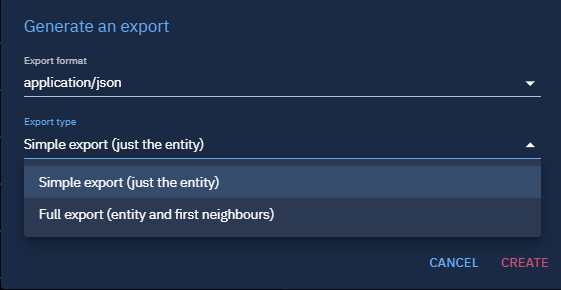 Generate an export
Export format
application/json
Export type
Simple export (just the entity)
Simple export (just the entity)
Full export (entity and first neighbours)
CANCEL CREATE